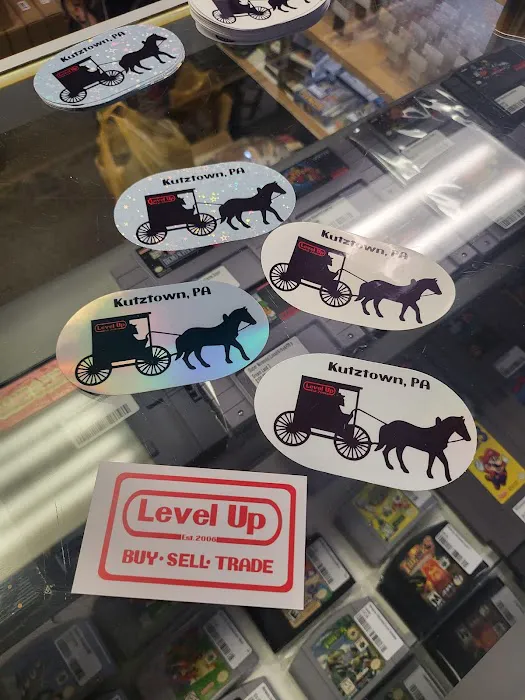 Kutztown, PA
Kutztown, PA
Level Up
Kutztown, PA
Level Up
Kutztown, PA
Level Up
Kutztown, PA
Level Up
Level Up
Est. 2006
BUY·SELL·TRADE